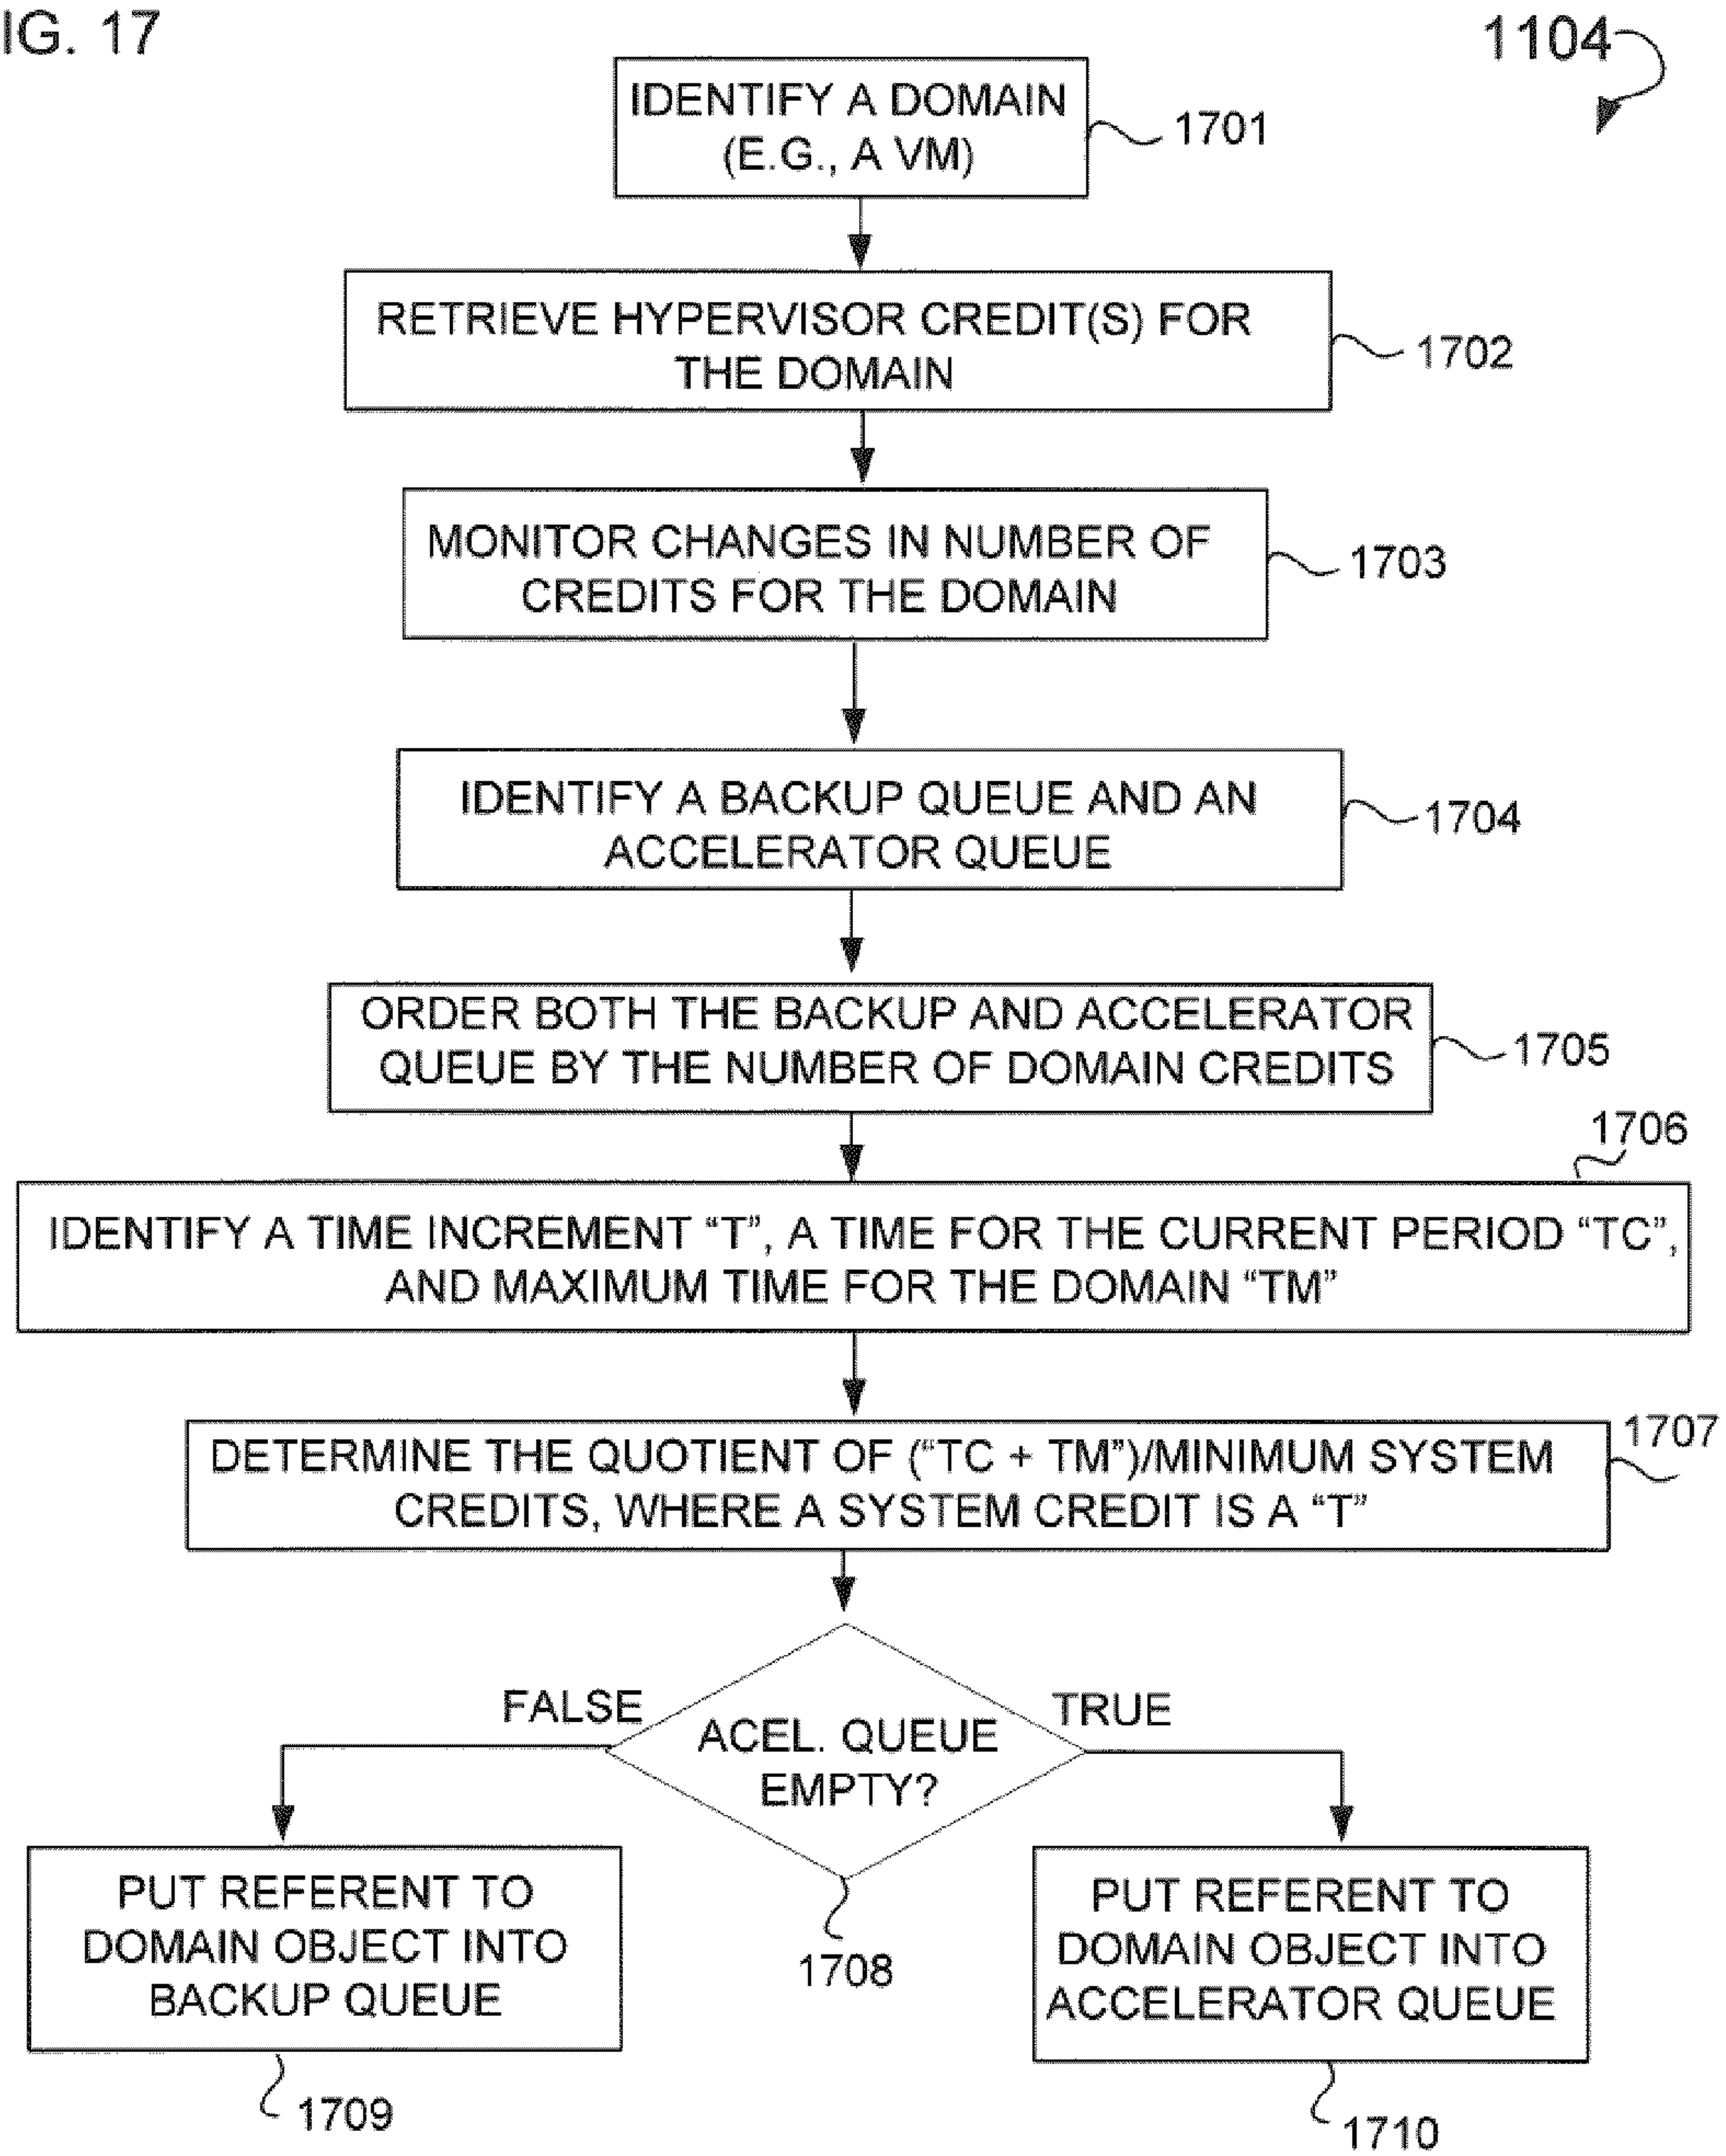 IG. 17
1104
IDENTIFY A DOMAIN
(E.G., A VM)
1701
RETRIEVE HYPERVISOR CREDIT(S) FOR
THE DOMAIN
1702
MONITOR CHANGES IN NUMBER OF
CREDITS FOR THE DOMAIN
1703
IDENTIFY A BACKUP QUEUE AND AN
ACCELERATOR QUEUE
1704
ORDER BOTH THE BACKUP AND ACCELERATOR
QUEUE BY THE NUMBER OF DOMAIN CREDITS
1705
1706
IDENTIFY A TIME INCREMENT “T”, A TIME FOR THE CURRENT PERIOD “TC”,
AND MAXIMUM TIME FOR THE DOMAIN “TM”
1707
DETERMINE THE QUOTIENT OF (“TC + TM”)/MINIMUM SYSTEM
CREDITS, WHERE A SYSTEM CREDIT IS A “T”
FALSE
TRUE
ACEL. QUEUE
EMPTY?
1708
PUT REFERENT TO
DOMAIN OBJECT INTO
BACKUP QUEUE
1709
PUT REFERENT TO
DOMAIN OBJECT INTO
ACCELERATOR QUEUE
1710